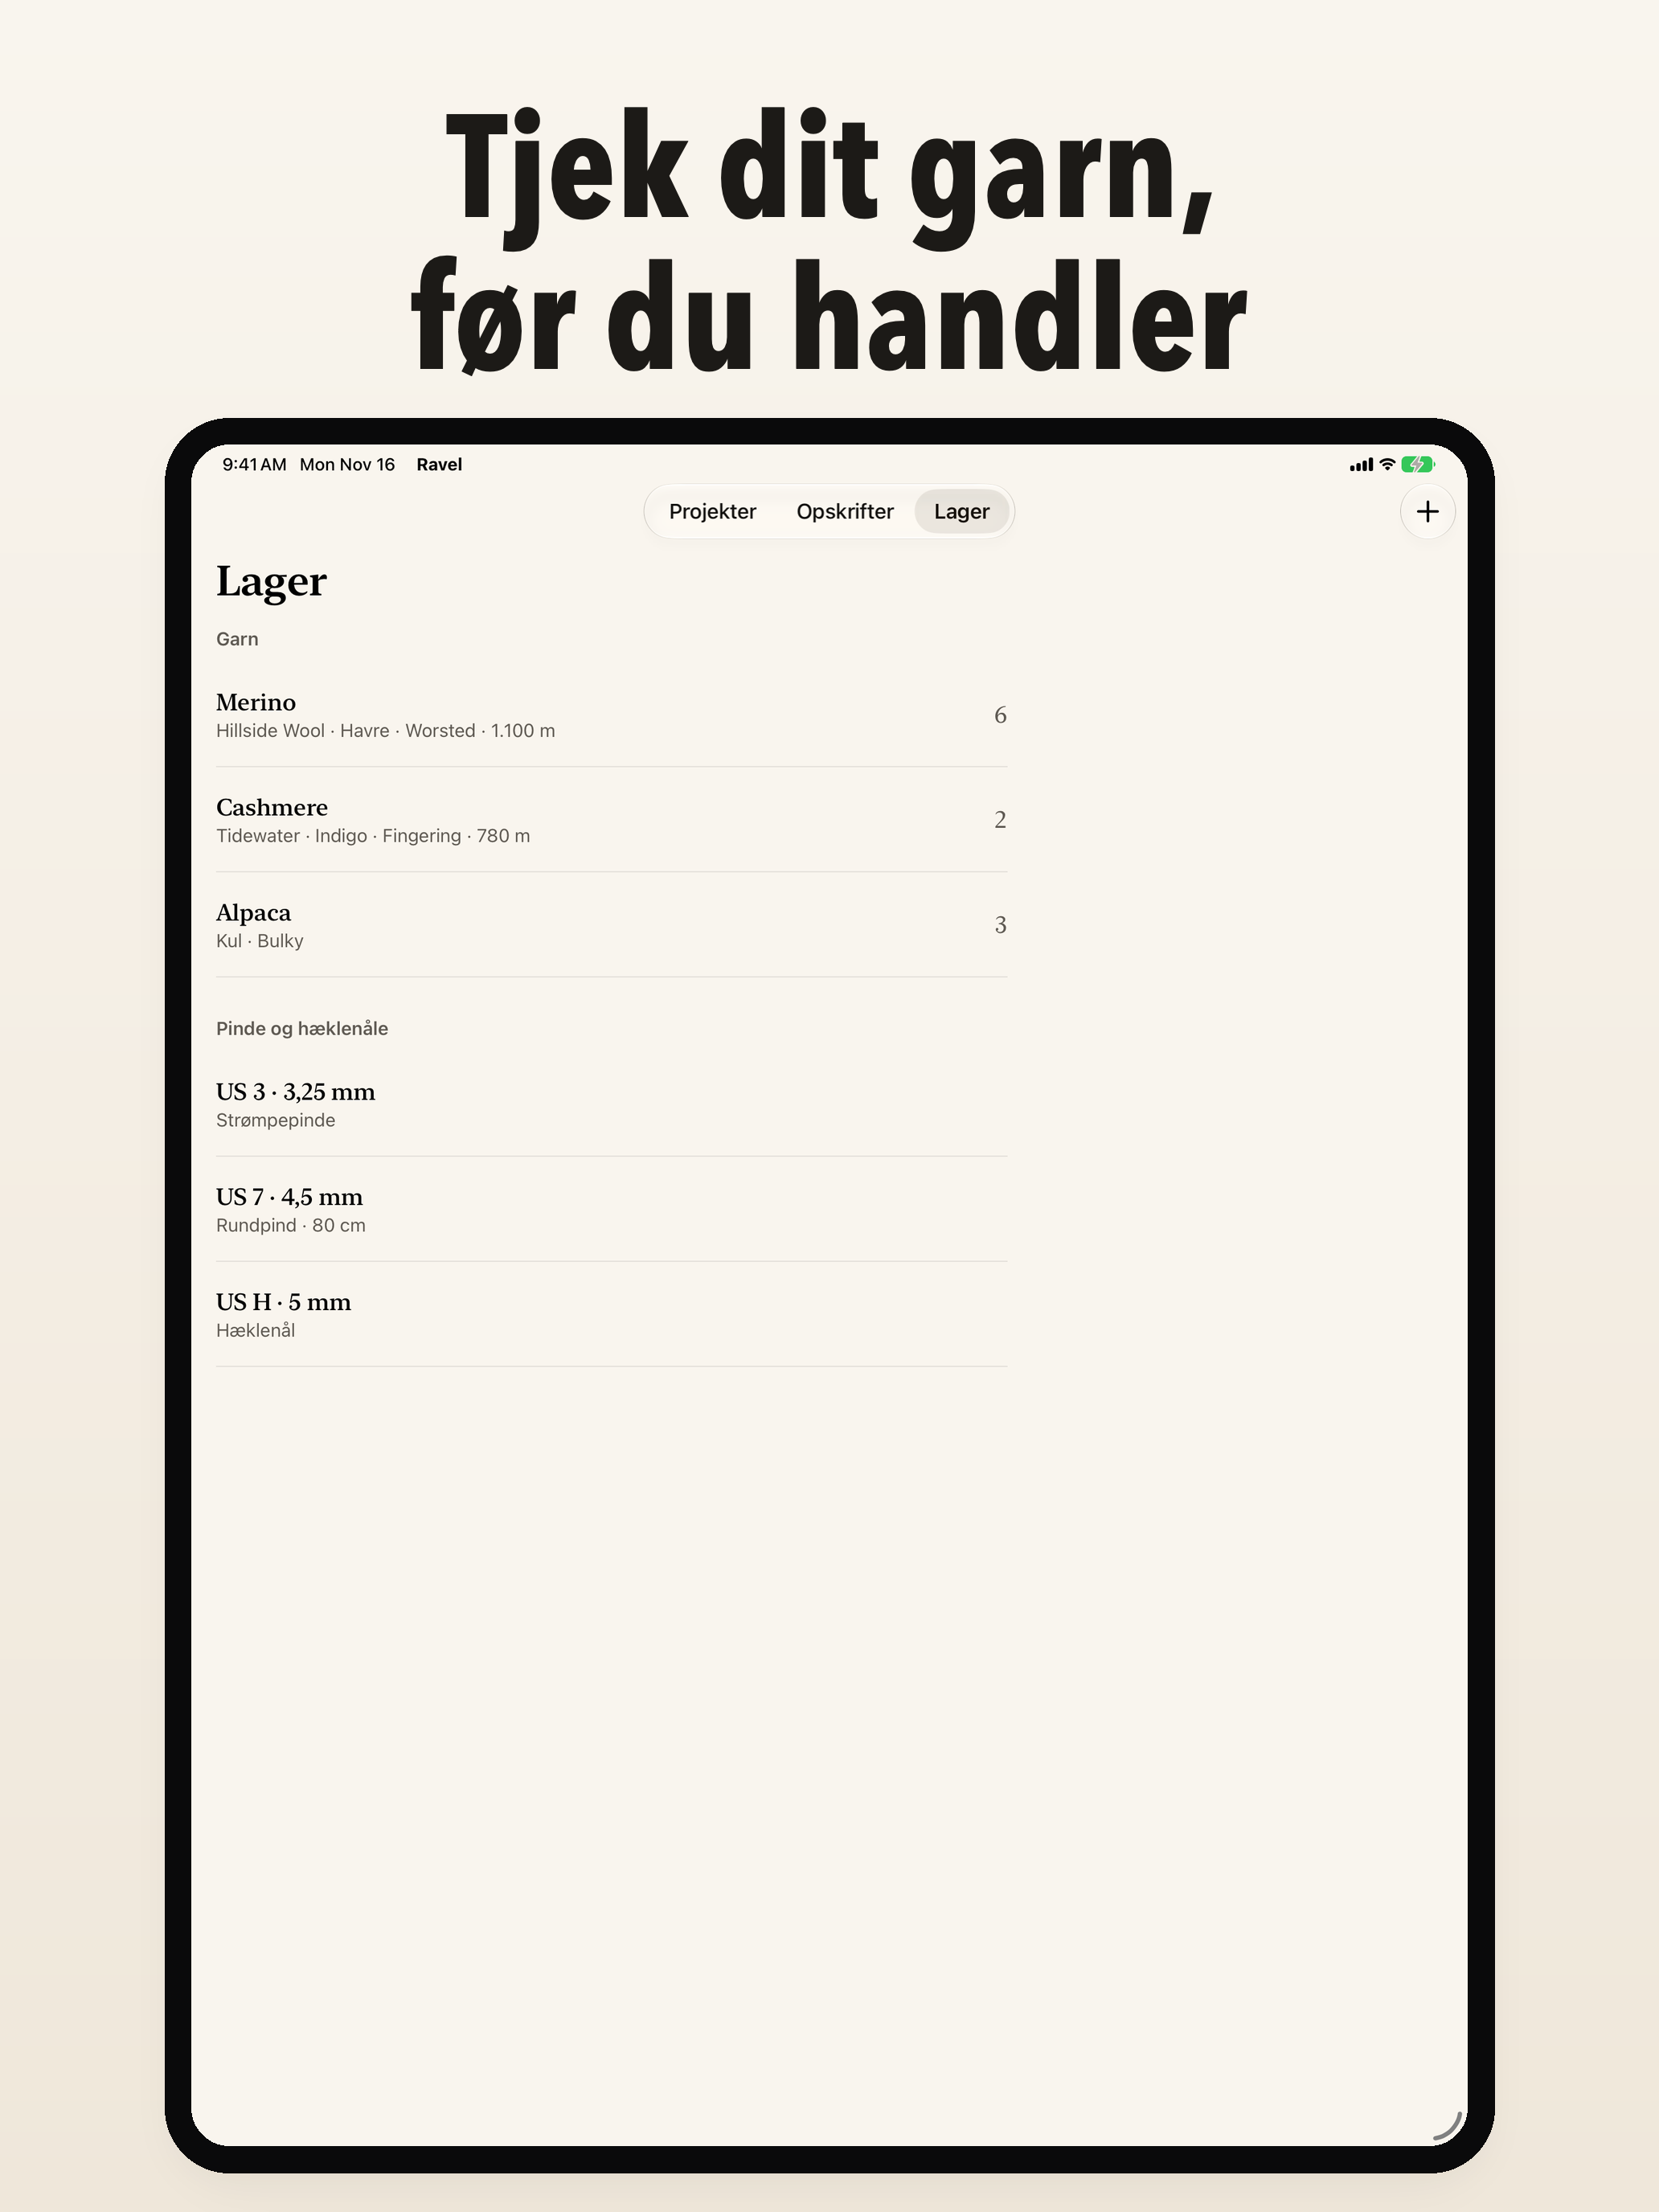 Tjek dit garn,
før du handler
9:41 AM Mon Nov 16 Ravel
Projekter Opskrifter Lager
Lager
Garn
Merino
Hillside Wool · Havre · Worsted · 1.100 m
6
Cashmere
Tidewater · Indigo · Fingering · 780 m
2
Alpaca
Kul · Bulky
3
Pinde og hæklenåle
US 3 · 3,25 mm
Strømpepinde
US 7 · 4,5 mm
Rundpind · 80 cm
US H · 5 mm
Hæklenål